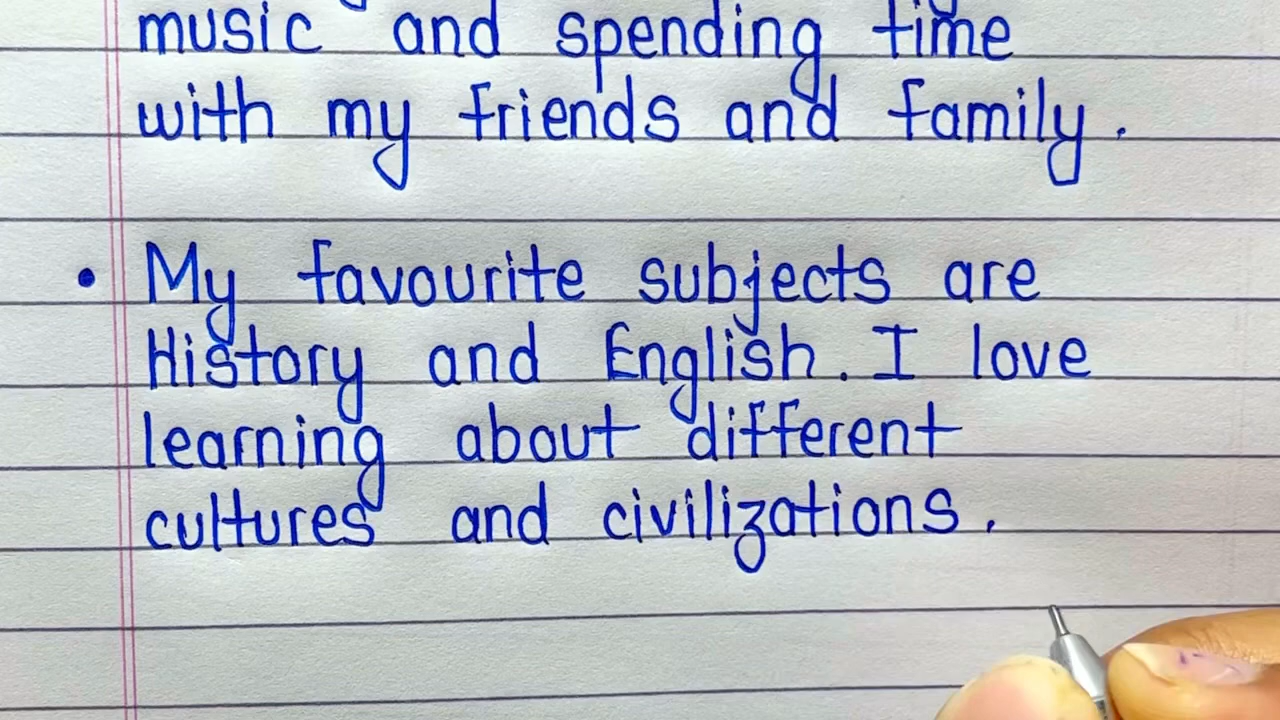 music and spending time
with my friends and family.
• My favourite subjects are
History and English. I love
learning about different
cultures and civilizations.